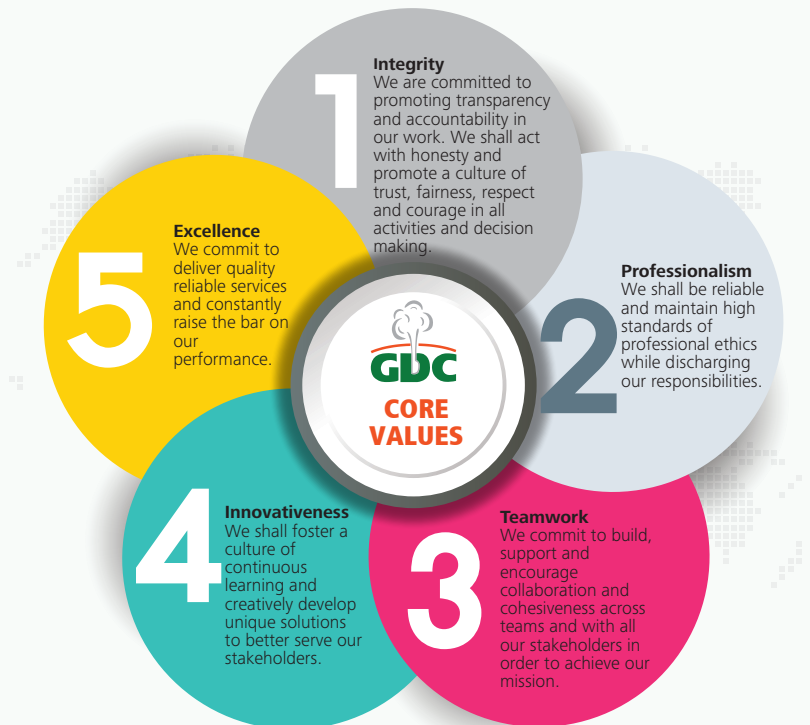 1
Integrity
We are committed to
promoting transparency
and accountability in
our work. We shall act
with honesty and
promote a culture of
trust, fairness, respect
and courage in all
activities and decision
making.
2
Professionalism
We shall be reliable
and maintain high
standards of
professional ethics
while discharging
our responsibilities.
3
Teamwork
We commit to build,
support and
encourage
collaboration and
cohesiveness across
teams and with all
our stakeholders in
order to achieve our
mission.
4
Innovativeness
We shall foster a
culture of
continuous
learning and
creatively develop
unique solutions
to better serve our
stakeholders.
5
Excellence
We commit to
deliver quality
reliable services
and constantly
raise the bar on
our
performance.
GDC
CORE
VALUES